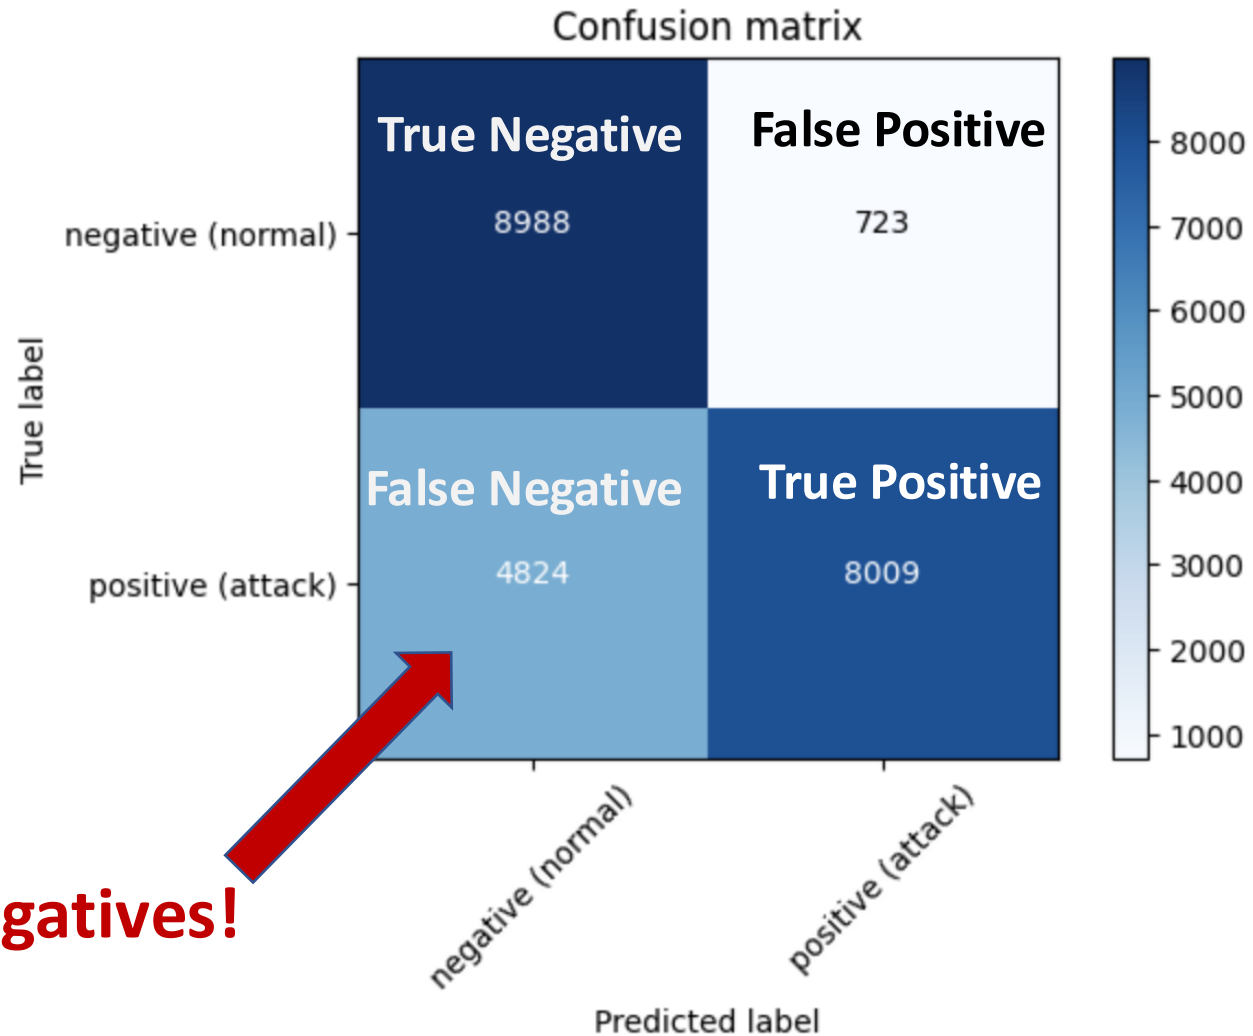 Confusion matrix
True Negative
False Positive
8988
723
negative (normal)
False Negative
True Positive
4824
8009
positive (attack)
True label
8000
7000
6000
5000
4000
3000
2000
1000
gatives!
negative (normal)
positive (attack)
Predicted label